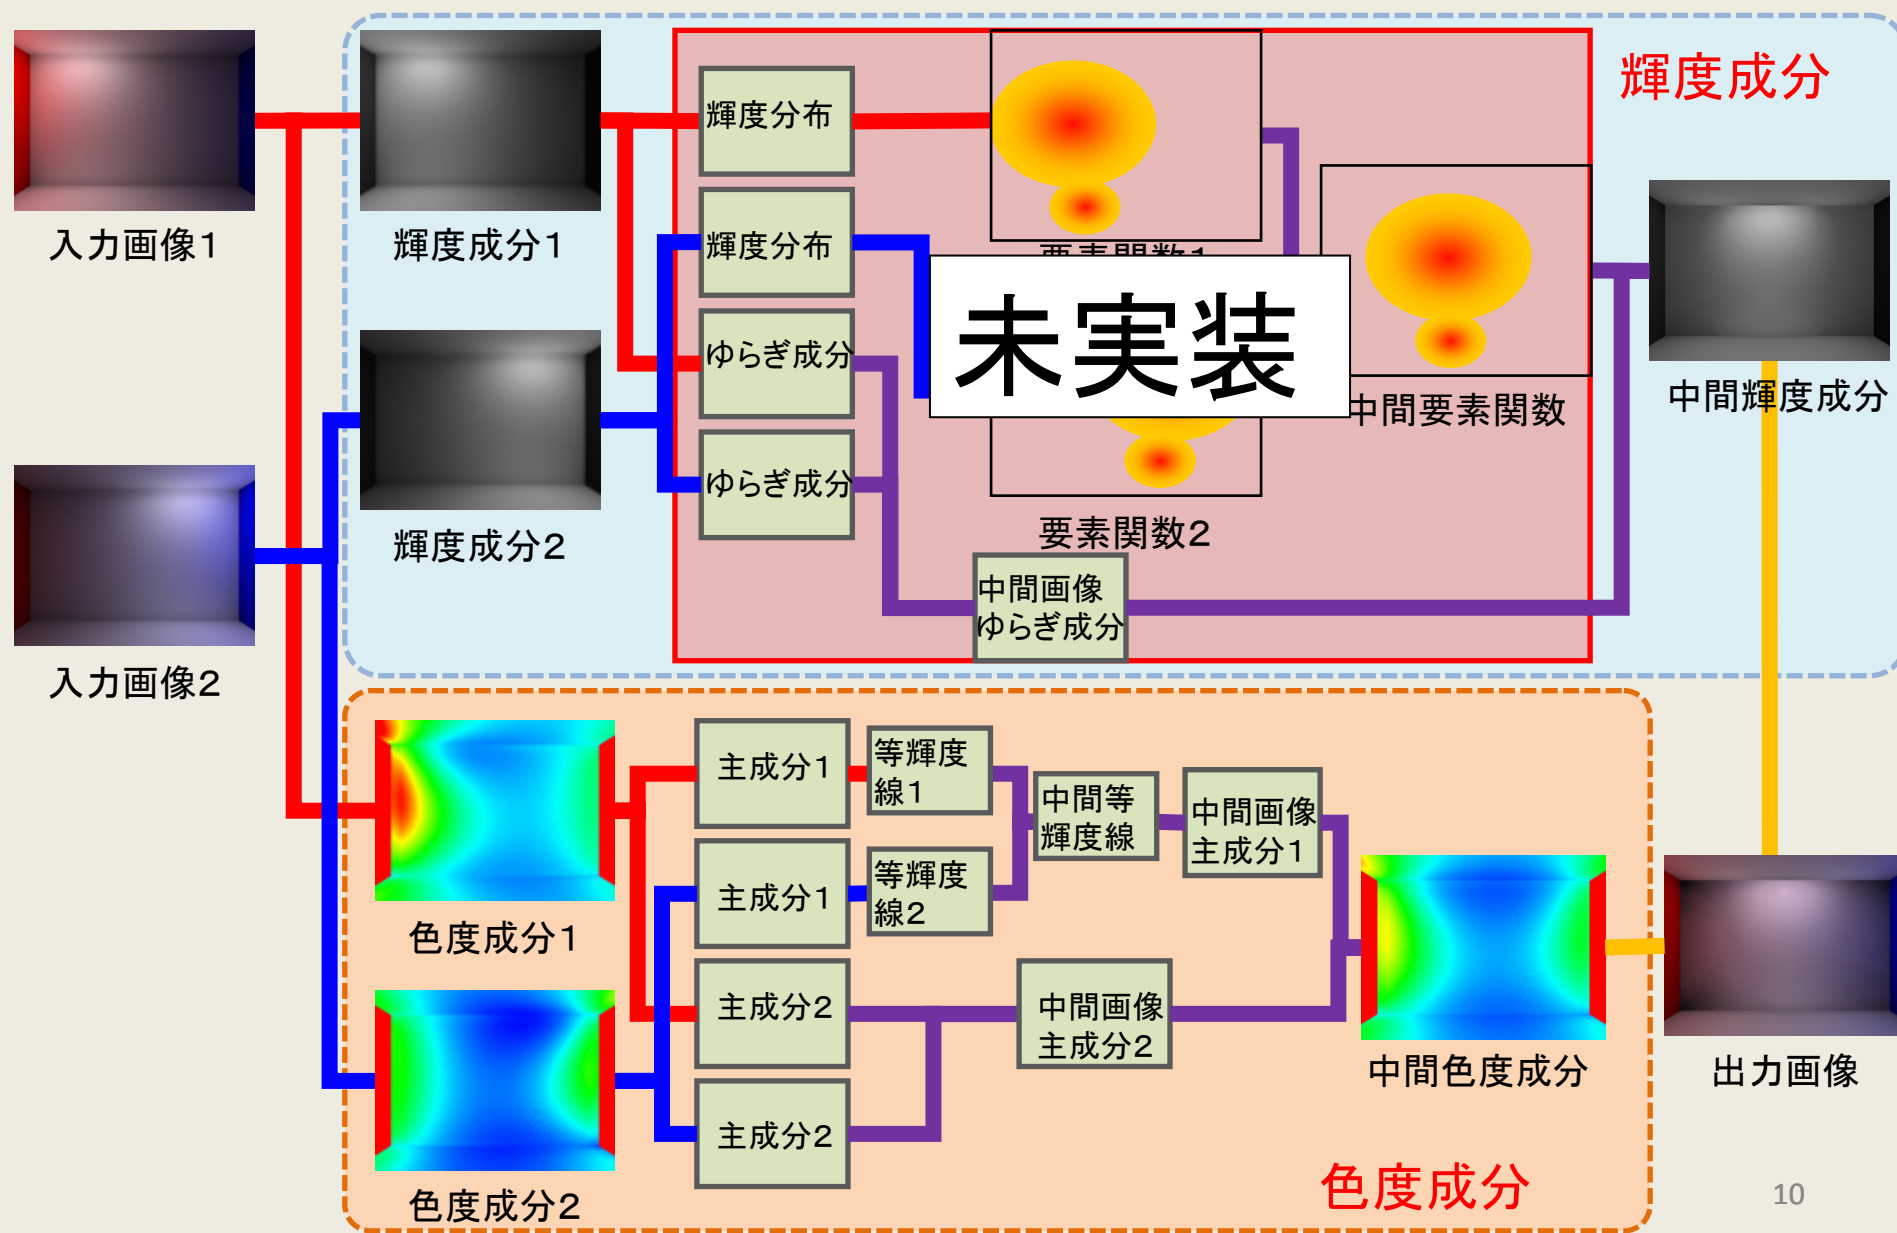 輝度成分
入力画像1
輝度成分1
輝度分布
要素関数1
輝度分布
未実装
ゆらぎ成分
中間要素関数
中間輝度成分
ゆらぎ成分
入力画像2
輝度成分2
要素関数2
中間画像
ゆらぎ成分
主成分1
等輝度
線1
中間等
輝度線
中間画像
主成分1
色度成分1
主成分1
等輝度
線2
主成分2
中間画像
主成分2
中間色度成分
出力画像
色度成分2
主成分2
色度成分
10